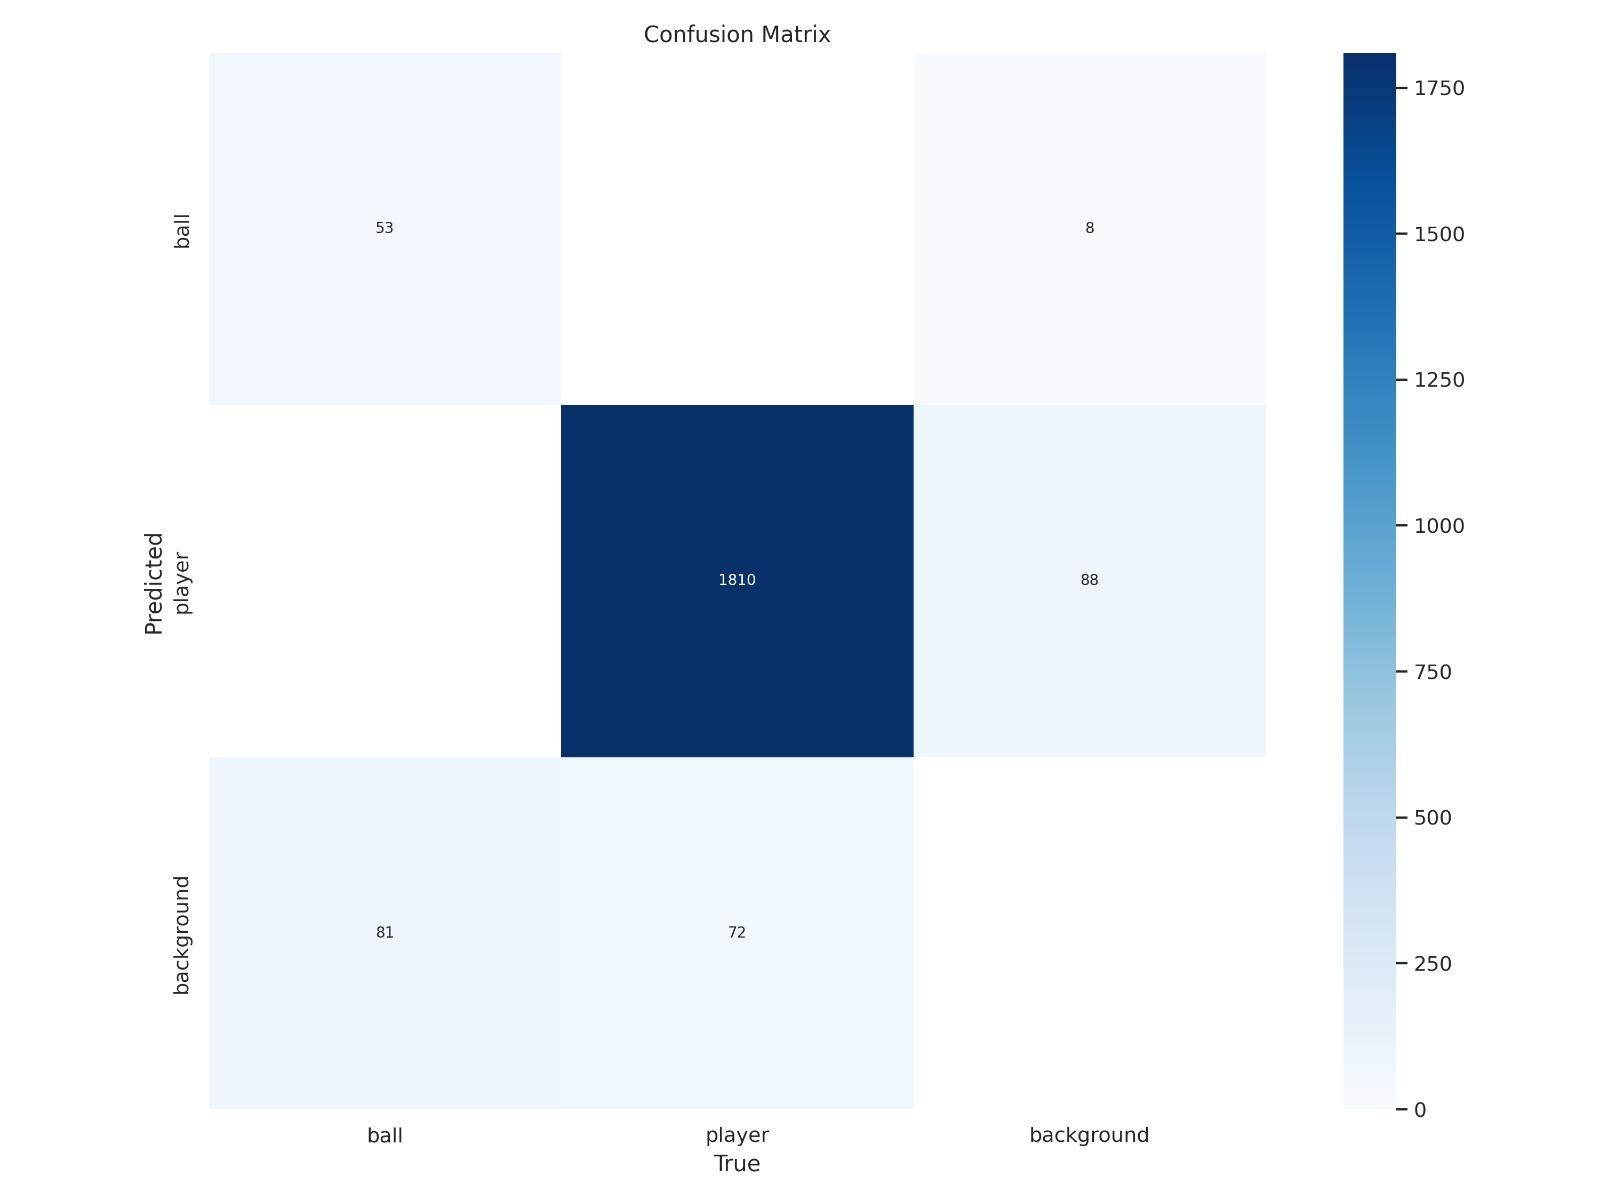 Confusion Matrix
ball
53
8
1750
1500
1250
1000
750
500
250
0
Predicted
player
1810
88
background
81
72
ball
player
background
True